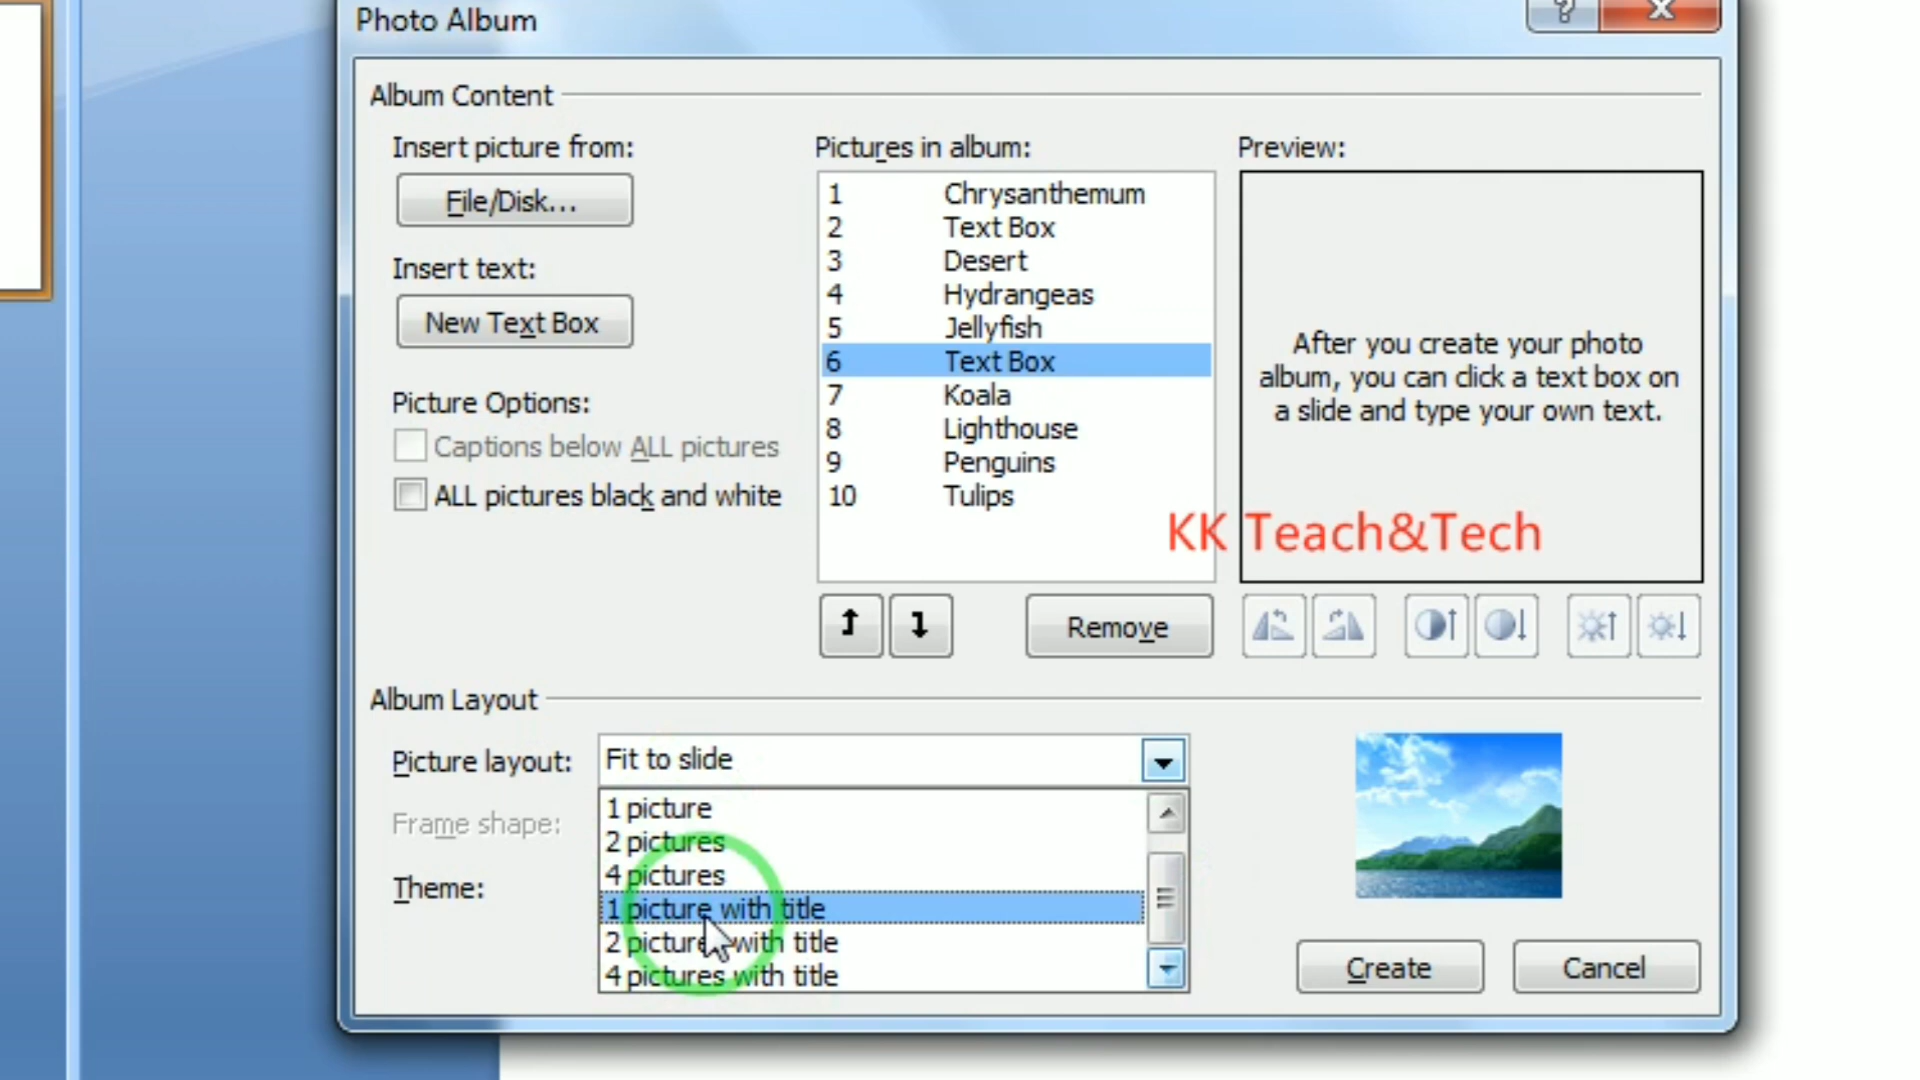 Photo Album
?
Album Content
Insert picture from:
File/Disk...
Insert text:
New Text Box
Picture Options:
Captions below ALL pictures
ALL pictures black and white
Pictures in album:
1 Chrysanthemum
2 Text Box
3 Desert
4 Hydrangeas
5 Jellyfish
6 Text Box
7 Koala
8 Lighthouse
9 Penguins
10 Tulips
Remove
Preview:
After you create your photo
album, you can click a text box on
a slide and type your own text.
KK Teach&Tech
Album Layout
Picture layout: Fit to slide
1 picture
2 pictures
4 pictures
1 picture with title
2 pictures with title
4 pictures with title
Frame shape:
Theme:
Create
Cancel